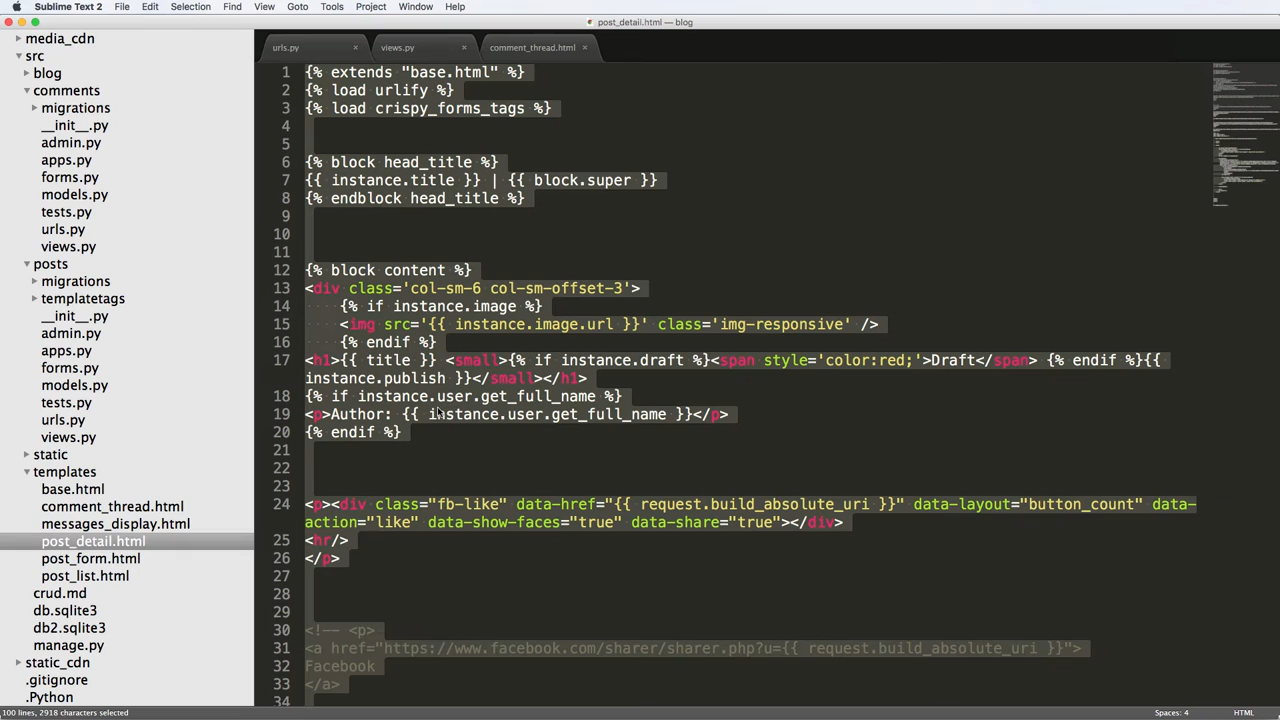 Sublime Text 2 File Edit Selection Find View Goto Tools Project Window Help
post_detail.html — blog
urls.py × views.py × comment_thread.html ×
media_cdn
src
blog
comments
migrations
__init__.py
admin.py
apps.py
forms.py
models.py
tests.py
urls.py
views.py
posts
migrations
templatetags
__init__.py
admin.py
apps.py
forms.py
models.py
tests.py
urls.py
views.py
static
templates
base.html
comment_thread.html
messages_display.html
post_detail.html
post_form.html
post_list.html
crud.md
db.sqlite3
db2.sqlite3
manage.py
static_cdn
.gitignore
.Python
1 {% extends "base.html" %}
2 {% load urlify %}
3 {% load crispy_forms_tags %}
4
5
6 {% block head_title %}
7 {{ instance.title }} | {{ block.super }}
8 {% endblock head_title %}
9
10
11
12 {% block content %}
13 <div class='col-sm-6 col-sm-offset-3'>
14 {% if instance.image %}
15 <img src='{{ instance.image.url }}' class='img-responsive' />
16 {% endif %}
17 <h1>{{ title }} <small>{% if instance.draft %}<span style='color:red;'>Draft</span> {% endif %}{{
instance.publish }}</small></h1>
18 {% if instance.user.get_full_name %}
19 <p>Author: {{ instance.user.get_full_name }}</p>
20 {% endif %}
21
22
23
24 <p><div class="fb-like" data-href="{{ request.build_absolute_uri }}" data-layout="button_count" data-
action="like" data-show-faces="true" data-share="true"></div>
25 <hr/>
26 </p>
27
28
29
30 <!-- <p>
31 <a href="https://www.facebook.com/sharer/sharer.php?u={{ request.build_absolute_uri }}">
32 Facebook
33 </a>
34
100 lines, 2918 characters selected
Spaces: 4 HTML